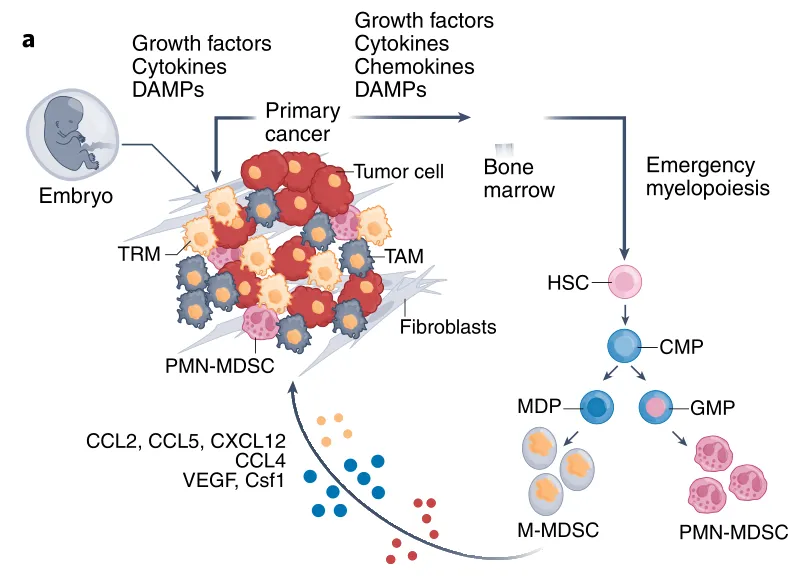 a
Growth factors
Cytokines
DAMPs
Growth factors
Cytokines
Chemokines
DAMPs
Primary
cancer
Embryo
Tumor cell
Bone
marrow
Emergency
myelopoiesis
TRM
TAM
HSC
Fibroblasts
CMP
PMN-MDSC
MDP
GMP
CCL2, CCL5, CXCL12
CCL4
VEGF, Csf1
M-MDSC
PMN-MDSC